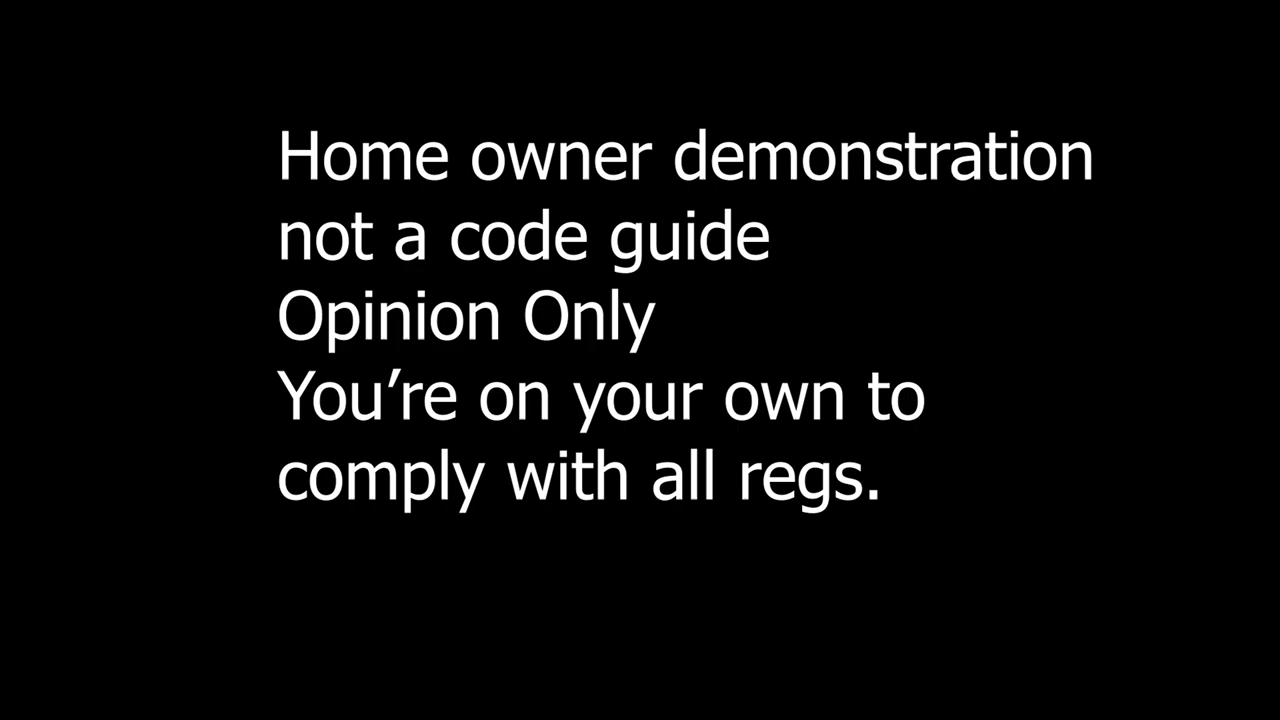 Home owner demonstration
not a code guide
Opinion Only
You’re on your own to
comply with all regs.